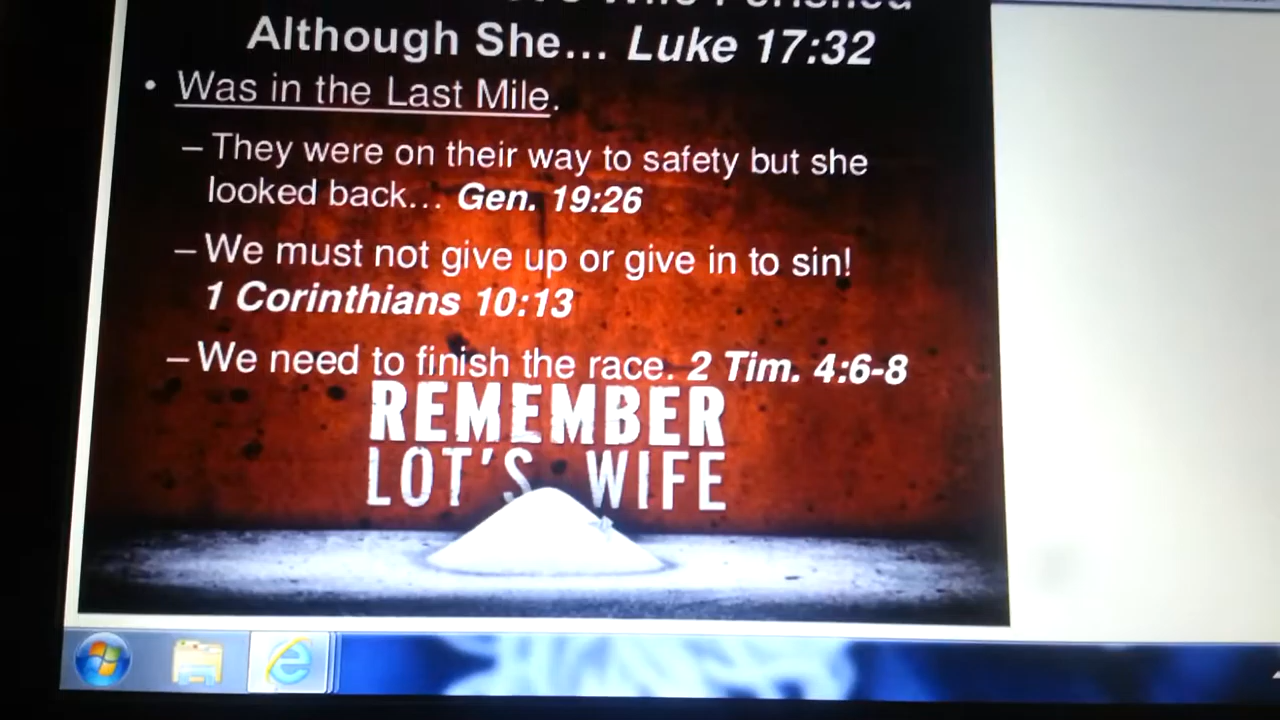 Wife Perished
Although She... Luke 17:32
• Was in the Last Mile.
– They were on their way to safety but she
looked back... Gen. 19:26
– We must not give up or give in to sin!
1 Corinthians 10:13
– We need to finish the race. 2 Tim. 4:6-8
REMEMBER
LOT'S WIFE